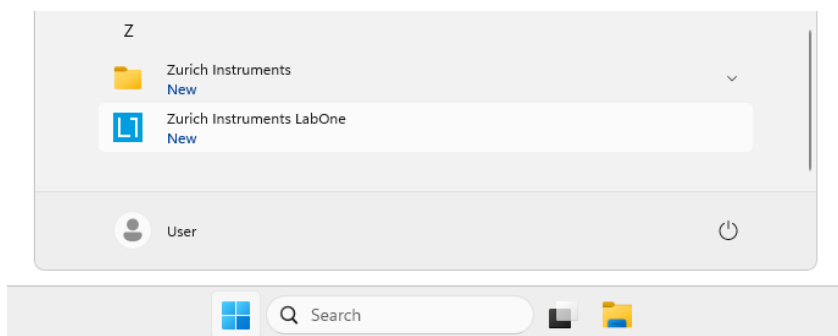 Z
Zurich Instruments
New
Zurich Instruments LabOne
New
User
Search